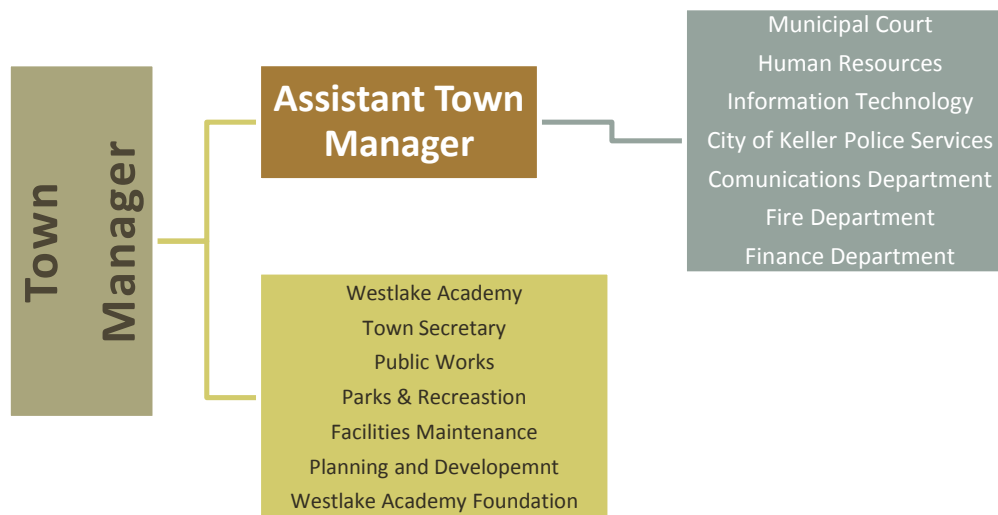 Town
Manager
Assistant Town
Manager
Municipal Court
Human Resources
Information Technology
City of Keller Police Services
Comunications Department
Fire Department
Finance Department
Westlake Academy
Town Secretary
Public Works
Parks & Recreastion
Facilities Maintenance
Planning and Developemnt
Westlake Academy Foundation